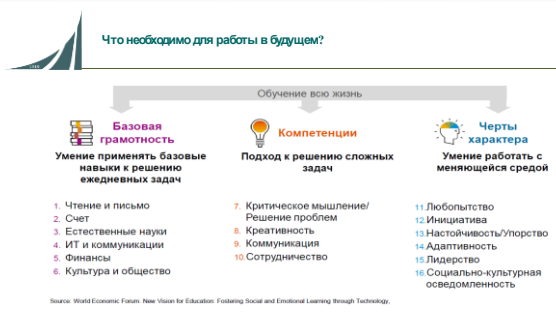 Что необходимо для работы в будущем?
Обучение всю жизнь
Базовая
грамотность
Умение применять базовые
навыки к решению
ежедневных задач
1. Чтение и письмо
2. Счет
3. Естественные науки
4. ИТ и коммуникации
5. Финансы
6. Культура и общество
Компетенции
Подход к решению сложных
задач
7. Критическое мышление/
Решение проблем
8. Креативность
9. Коммуникация
10.Сотрудничество
Черты
характера
Умение работать с
меняющейся средой
11.Любопытство
12.Инициатива
13.Настойчивость/Упорство
14.Адаптивность
15.Лидерство
16.Социально-культурная
осведомленность
Source: World Economic Forum. New Vision for Education: Fostering Social and Emotional Learning through Technology,